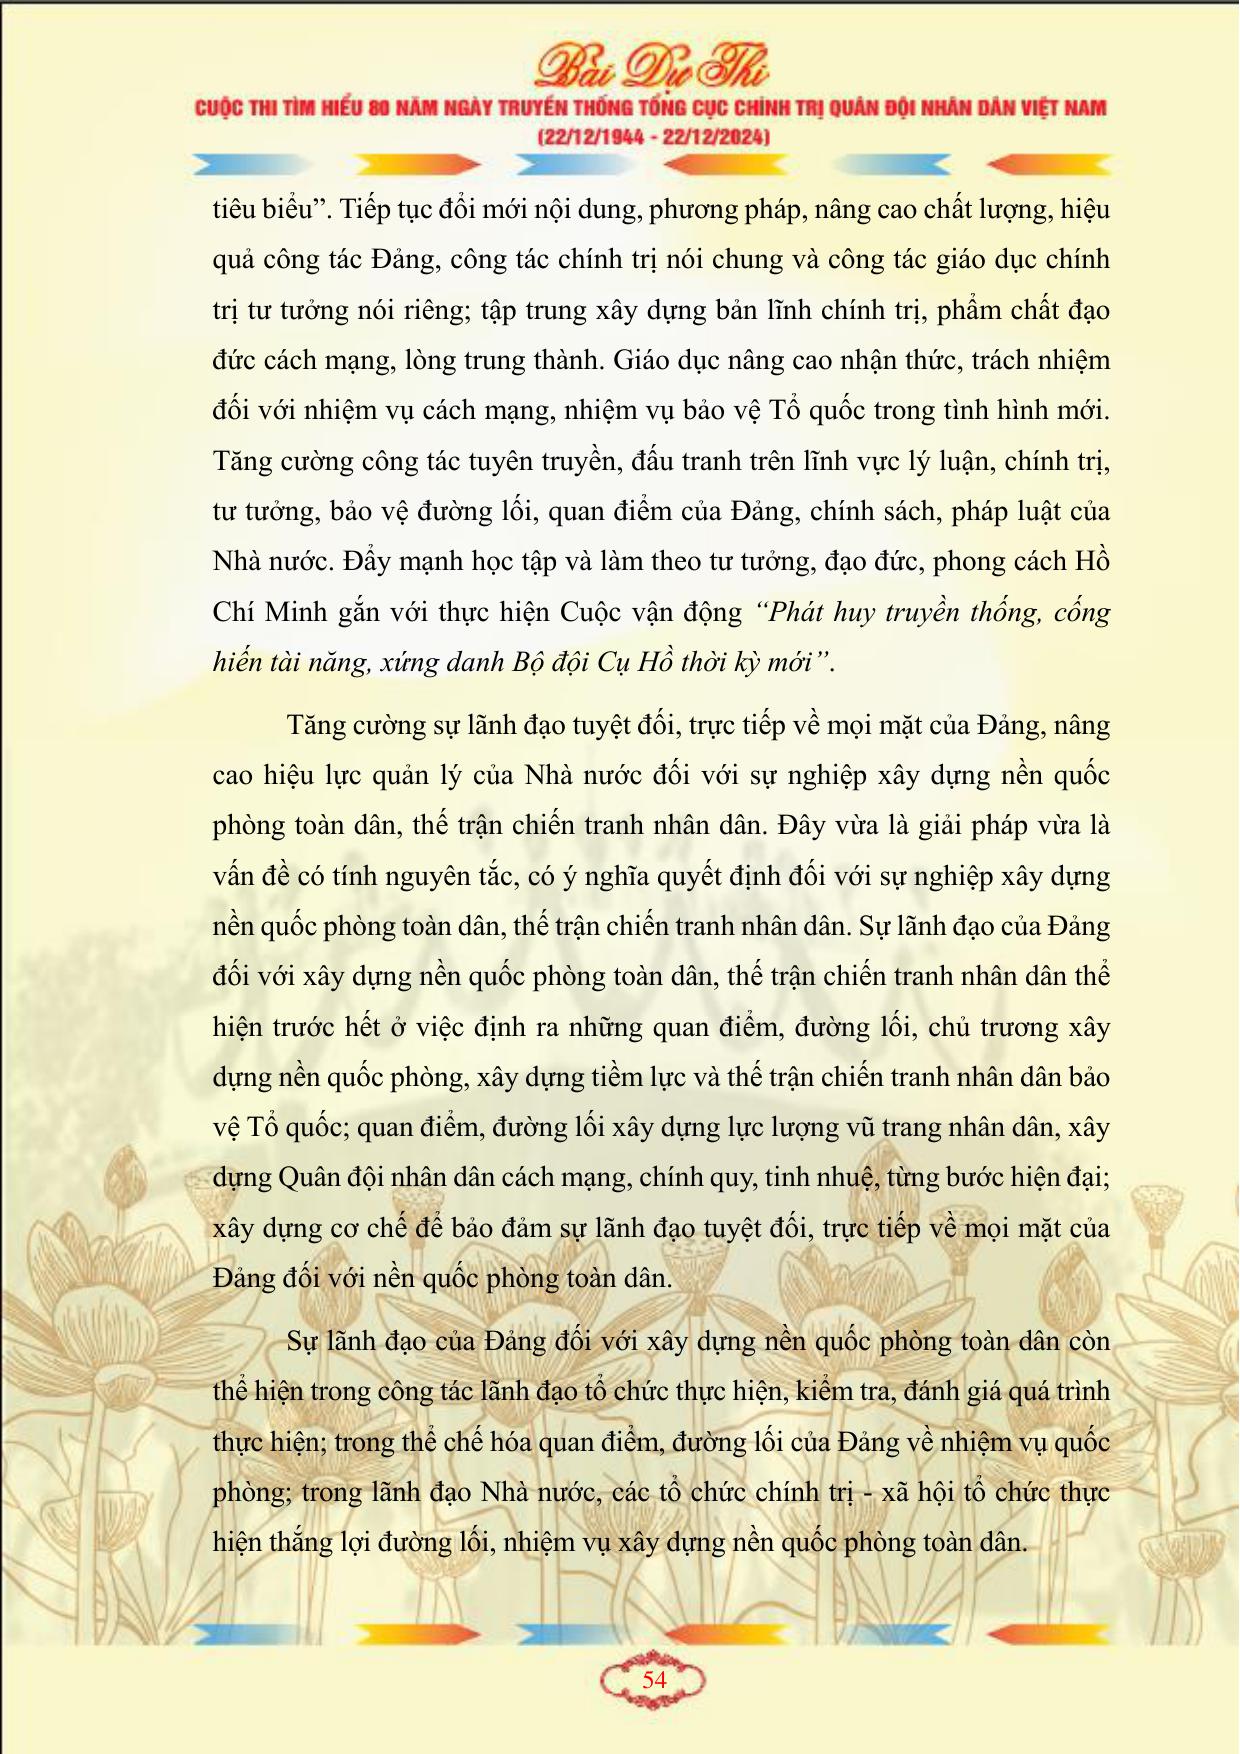 Bài Dự Thi
CUỘC THI TÌM HIỂU 80 NĂM NGÀY TRUYỀN THỐNG TỔNG CỤC CHÍNH TRỊ QUÂN ĐỘI NHÂN DÂN VIỆT NAM
(22/12/1944 - 22/12/2024)
tiêu biểu”. Tiếp tục đổi mới nội dung, phương pháp, nâng cao chất lượng, hiệu
quả công tác Đảng, công tác chính trị nói chung và công tác giáo dục chính
trị tư tưởng nói riêng; tập trung xây dựng bản lĩnh chính trị, phẩm chất đạo
đức cách mạng, lòng trung thành. Giáo dục nâng cao nhận thức, trách nhiệm
đối với nhiệm vụ cách mạng, nhiệm vụ bảo vệ Tổ quốc trong tình hình mới.
Tăng cường công tác tuyên truyền, đấu tranh trên lĩnh vực lý luận, chính trị,
tư tưởng, bảo vệ đường lối, quan điểm của Đảng, chính sách, pháp luật của
Nhà nước. Đẩy mạnh học tập và làm theo tư tưởng, đạo đức, phong cách Hồ
Chí Minh gắn với thực hiện Cuộc vận động “Phát huy truyền thống, cống
hiến tài năng, xứng danh Bộ đội Cụ Hồ thời kỳ mới”.
Tăng cường sự lãnh đạo tuyệt đối, trực tiếp về mọi mặt của Đảng, nâng
cao hiệu lực quản lý của Nhà nước đối với sự nghiệp xây dựng nền quốc
phòng toàn dân, thế trận chiến tranh nhân dân. Đây vừa là giải pháp vừa là
vấn đề có tính nguyên tắc, có ý nghĩa quyết định đối với sự nghiệp xây dựng
nền quốc phòng toàn dân, thế trận chiến tranh nhân dân. Sự lãnh đạo của Đảng
đối với xây dựng nền quốc phòng toàn dân, thế trận chiến tranh nhân dân thể
hiện trước hết ở việc định ra những quan điểm, đường lối, chủ trương xây
dựng nền quốc phòng, xây dựng tiềm lực và thế trận chiến tranh nhân dân bảo
vệ Tổ quốc; quan điểm, đường lối xây dựng lực lượng vũ trang nhân dân, xây
dựng Quân đội nhân dân cách mạng, chính quy, tinh nhuệ, từng bước hiện đại;
xây dựng cơ chế để bảo đảm sự lãnh đạo tuyệt đối, trực tiếp về mọi mặt của
Đảng đối với nền quốc phòng toàn dân.
Sự lãnh đạo của Đảng đối với xây dựng nền quốc phòng toàn dân còn
thể hiện trong công tác lãnh đạo tổ chức thực hiện, kiểm tra, đánh giá quá trình
thực hiện; trong thể chế hóa quan điểm, đường lối của Đảng về nhiệm vụ quốc
phòng; trong lãnh đạo Nhà nước, các tổ chức chính trị - xã hội tổ chức thực
hiện thắng lợi đường lối, nhiệm vụ xây dựng nền quốc phòng toàn dân.
54